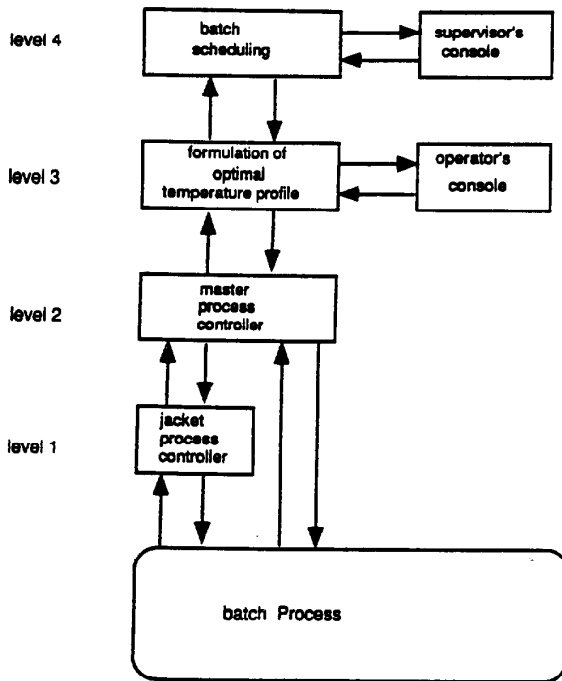 level 4
batch
scheduling
supervisor's
console
level 3
formulation of
optimal
temperature profile
operator's
console
level 2
master
process
controller
level 1
jacket
process
controller
batch Process